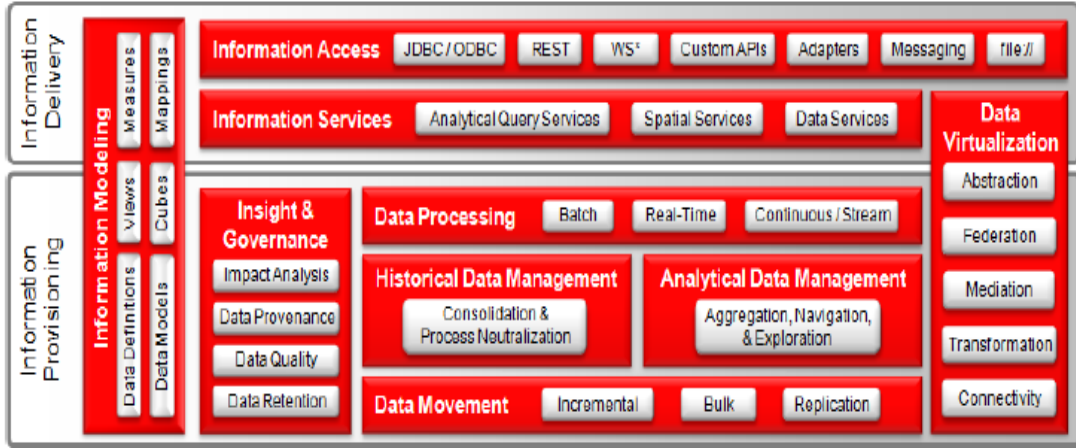 Information
Delivery
Information
Provisioning
Information Modeling
Measures
Mappings
Views
Cubes
Data Definitions
Data Models
Information Access
JDBC / ODBC
REST
WS*
Custom APIs
Adapters
Messaging
file://
Information Services
Analytical Query Services
Spatial Services
Data Services
Data
Virtualization
Abstraction
Federation
Mediation
Transformation
Connectivity
Insight &
Governance
Impact Analysis
Data Provenance
Data Quality
Data Retention
Data Processing
Batch
Real-Time
Continuous / Stream
Historical Data Management
Consolidation &
Process Neutralization
Analytical Data Management
Aggregation, Navigation,
& Exploration
Data Movement
Incremental
Bulk
Replication